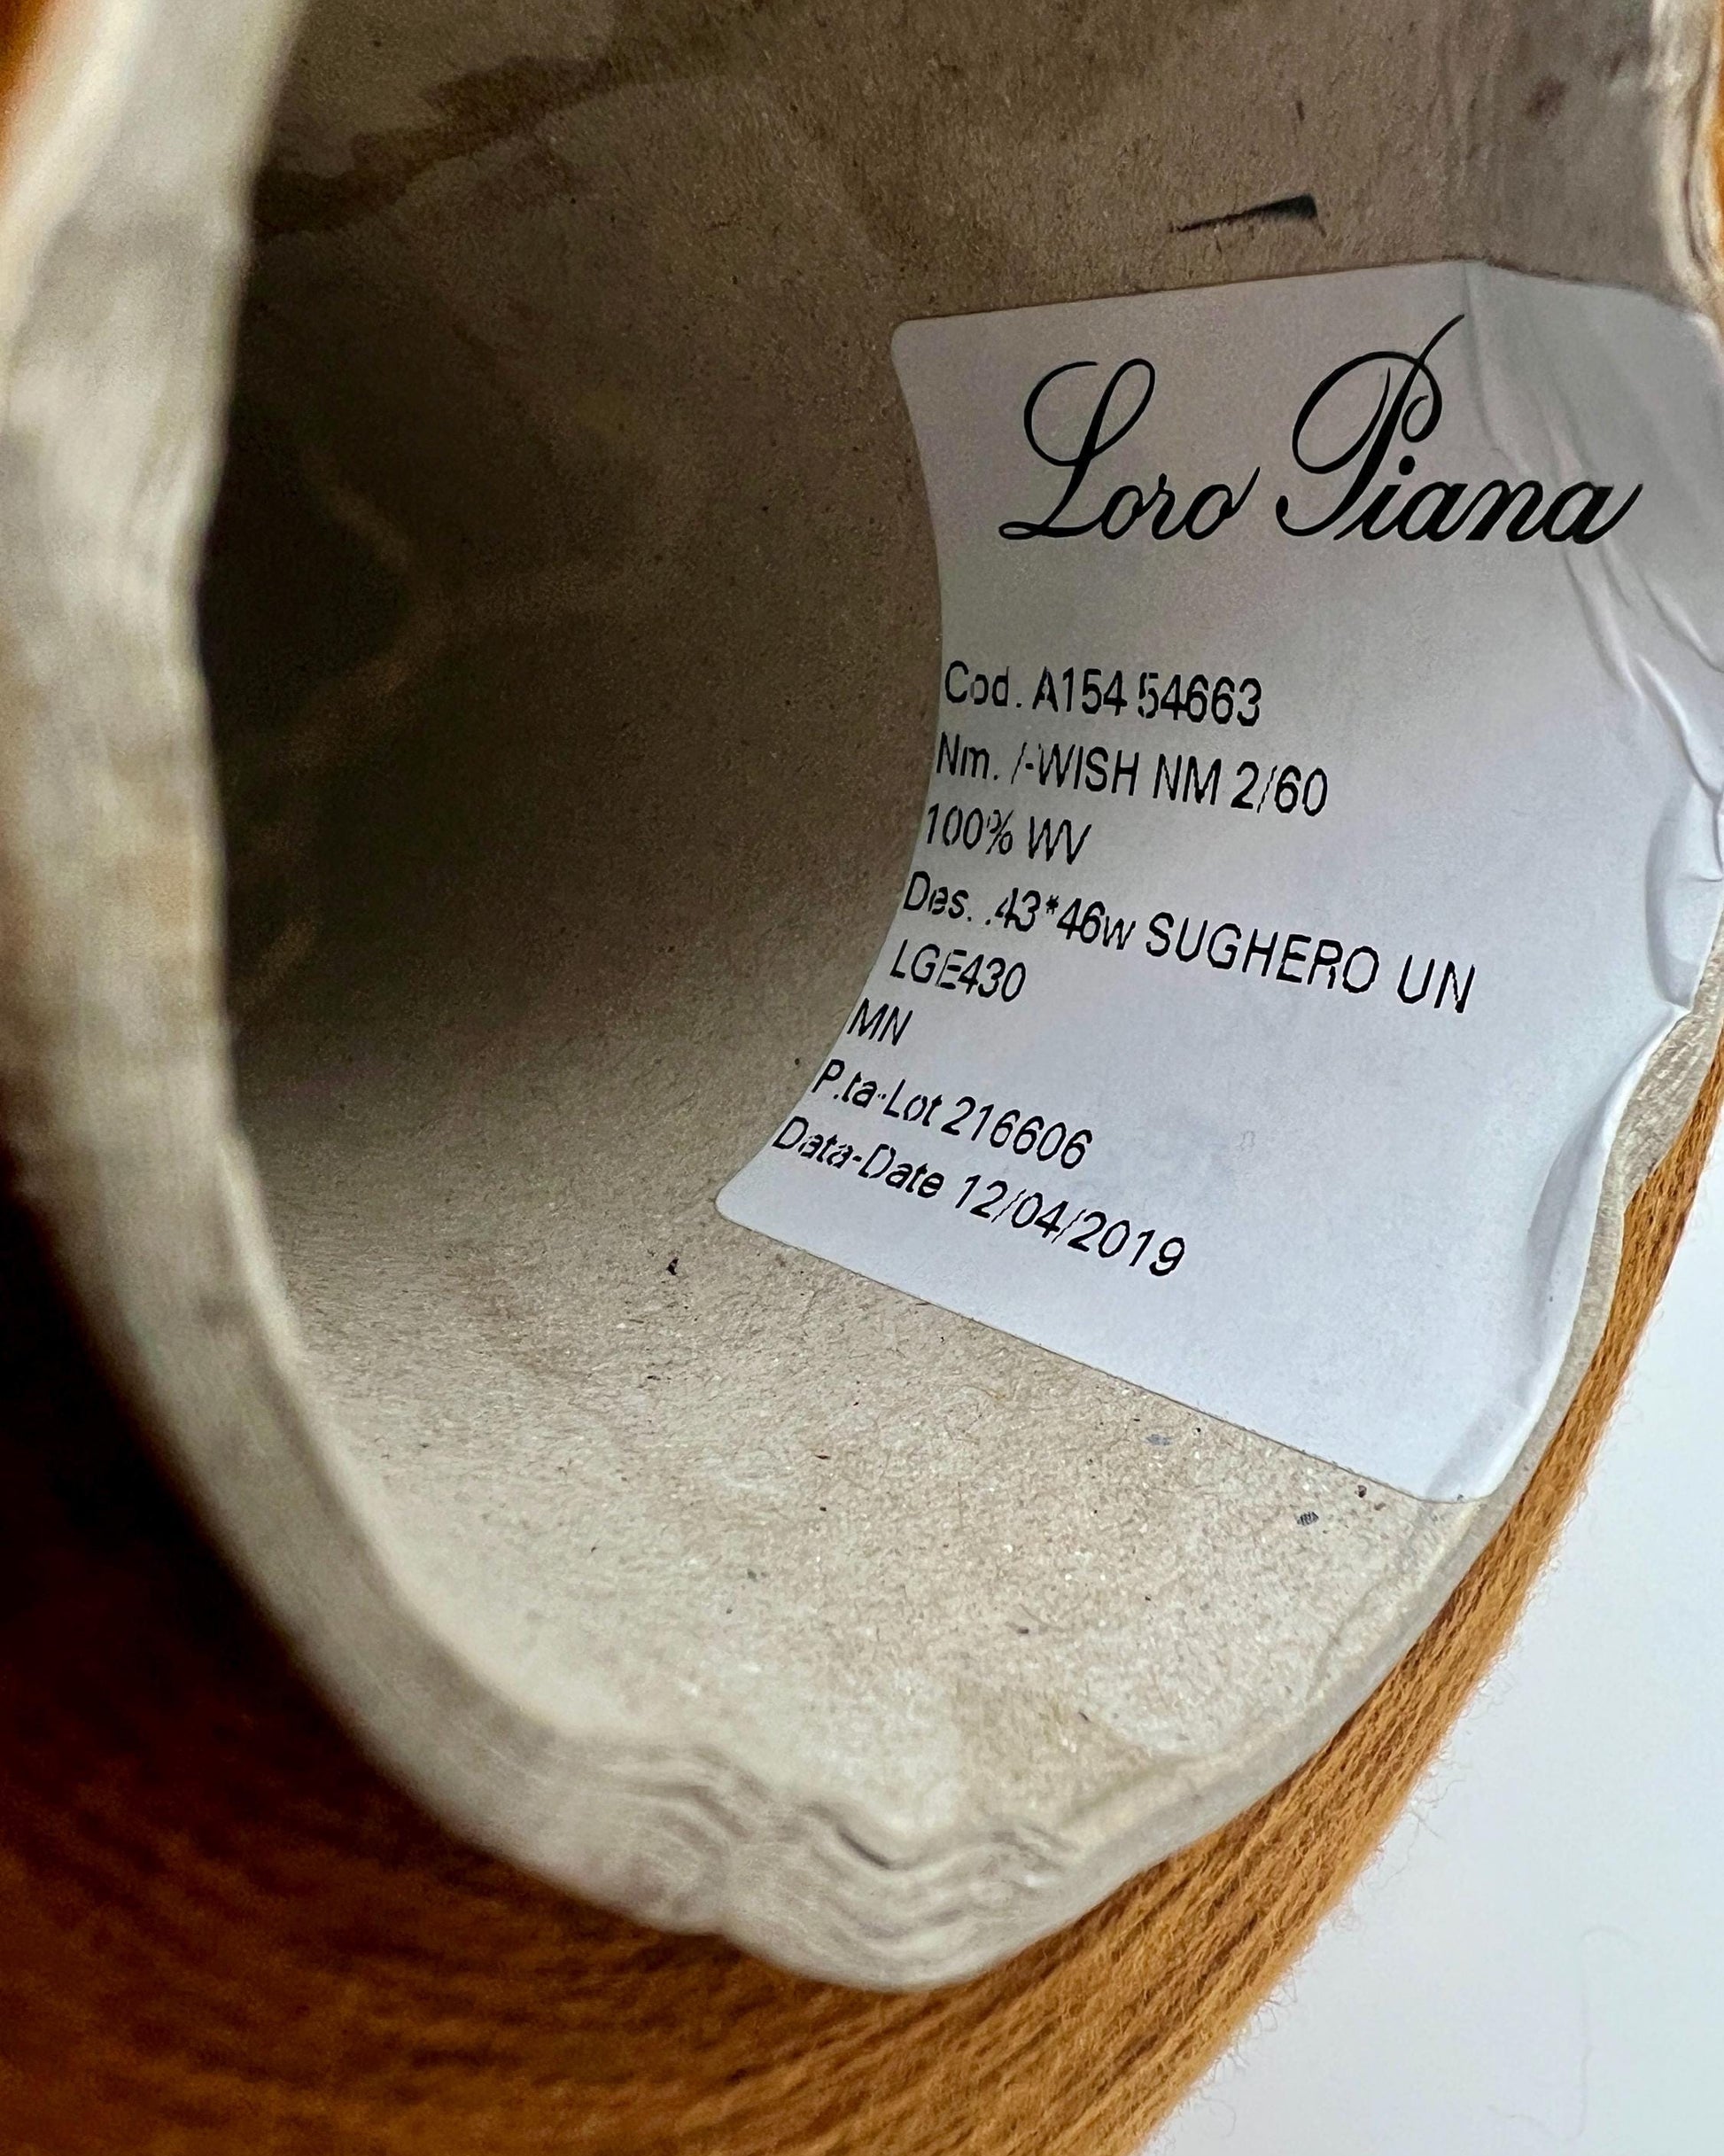 Loro Piana
Cod. A154 54663
Nm. /-WISH NM 2/60
100% WV
Des. .43*46w SUGHERO UN
LGE430
MN
P.ta-Lot 216606
Data-Date 12/04/2019